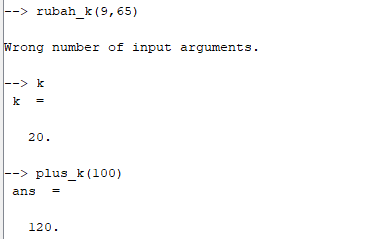 --> rubah_k(9,65)
Wrong number of input arguments.
--> k
k  =
20.
--> plus_k(100)
ans  =
120.